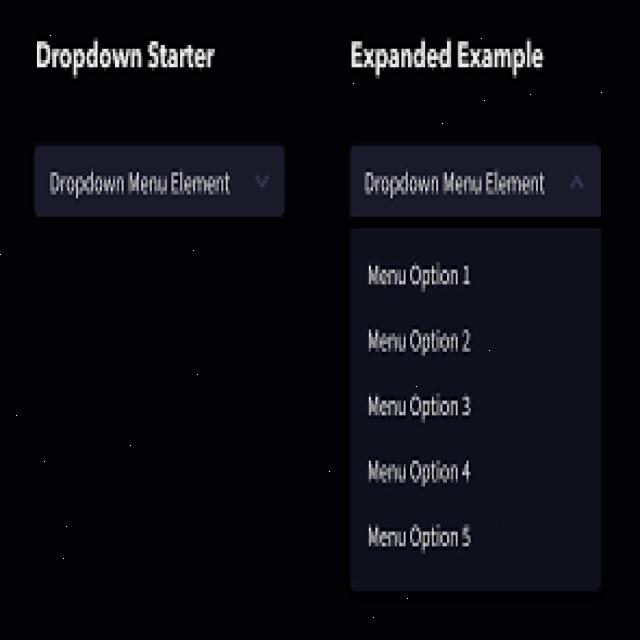 Dropdown Starter
Expanded Example
Dropdown Menu Element
Dropdown Menu Element
Menu Option 1
Menu Option 2
Menu Option 3
Menu Option 4
Menu Option 5